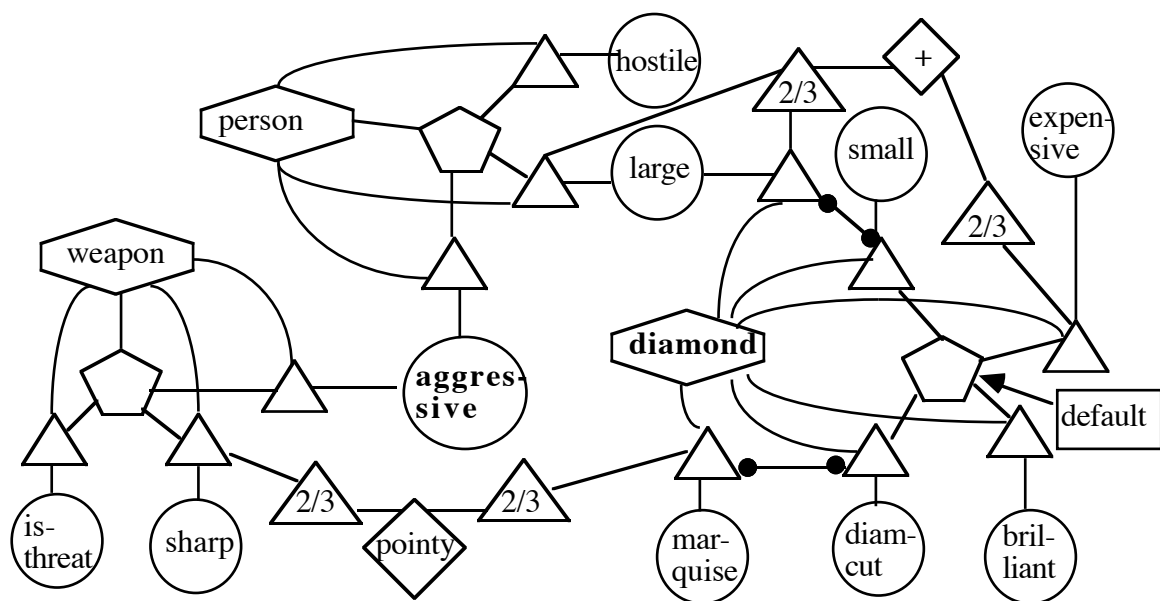 hostile
+
2/3
person
expen-
sive
small
large
2/3
weapon
diamond
aggres-
sive
default
2/3
2/3
is-
threat
sharp
pointy
mar-
quise
diam-
cut
bril-
liant